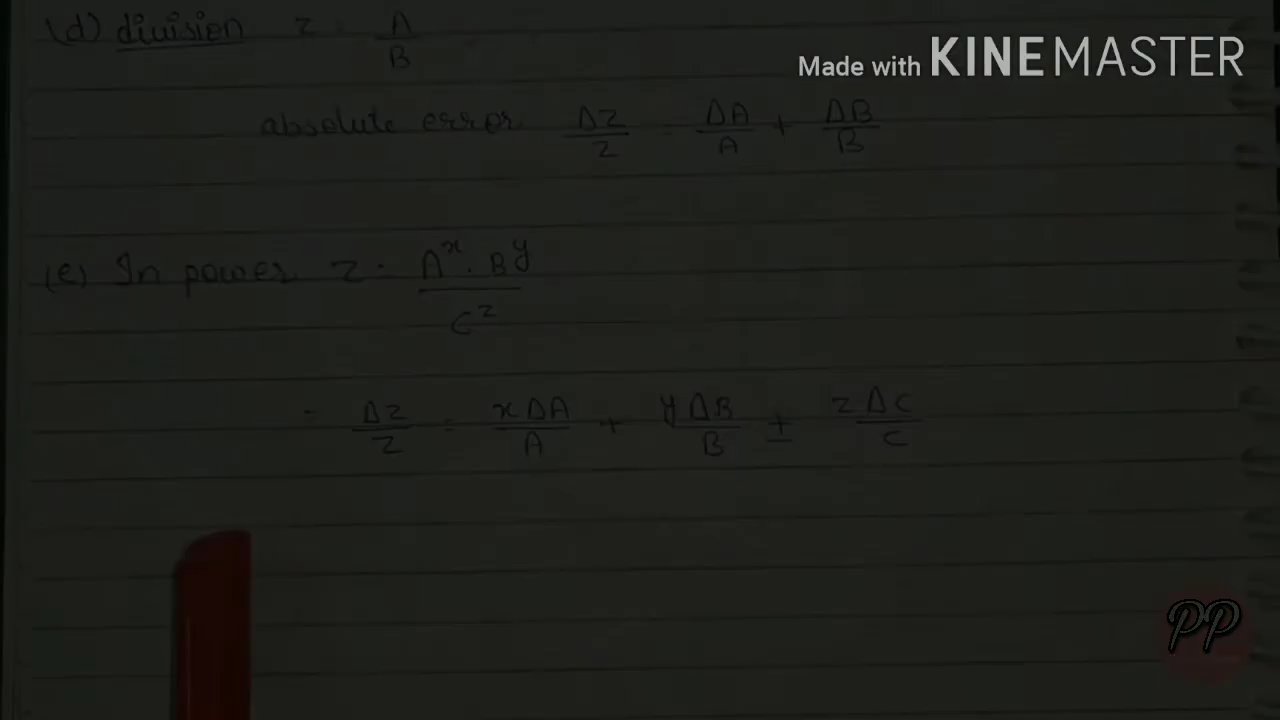 (d) division z = A/B
Made with KINEMASTER
absolute error ΔZ/Z = ΔA/A + ΔB/B
(e) In power z = A^x . B^y / C^z
= ΔZ/Z = xΔA/A + yΔB/B ± zΔC/C
PP